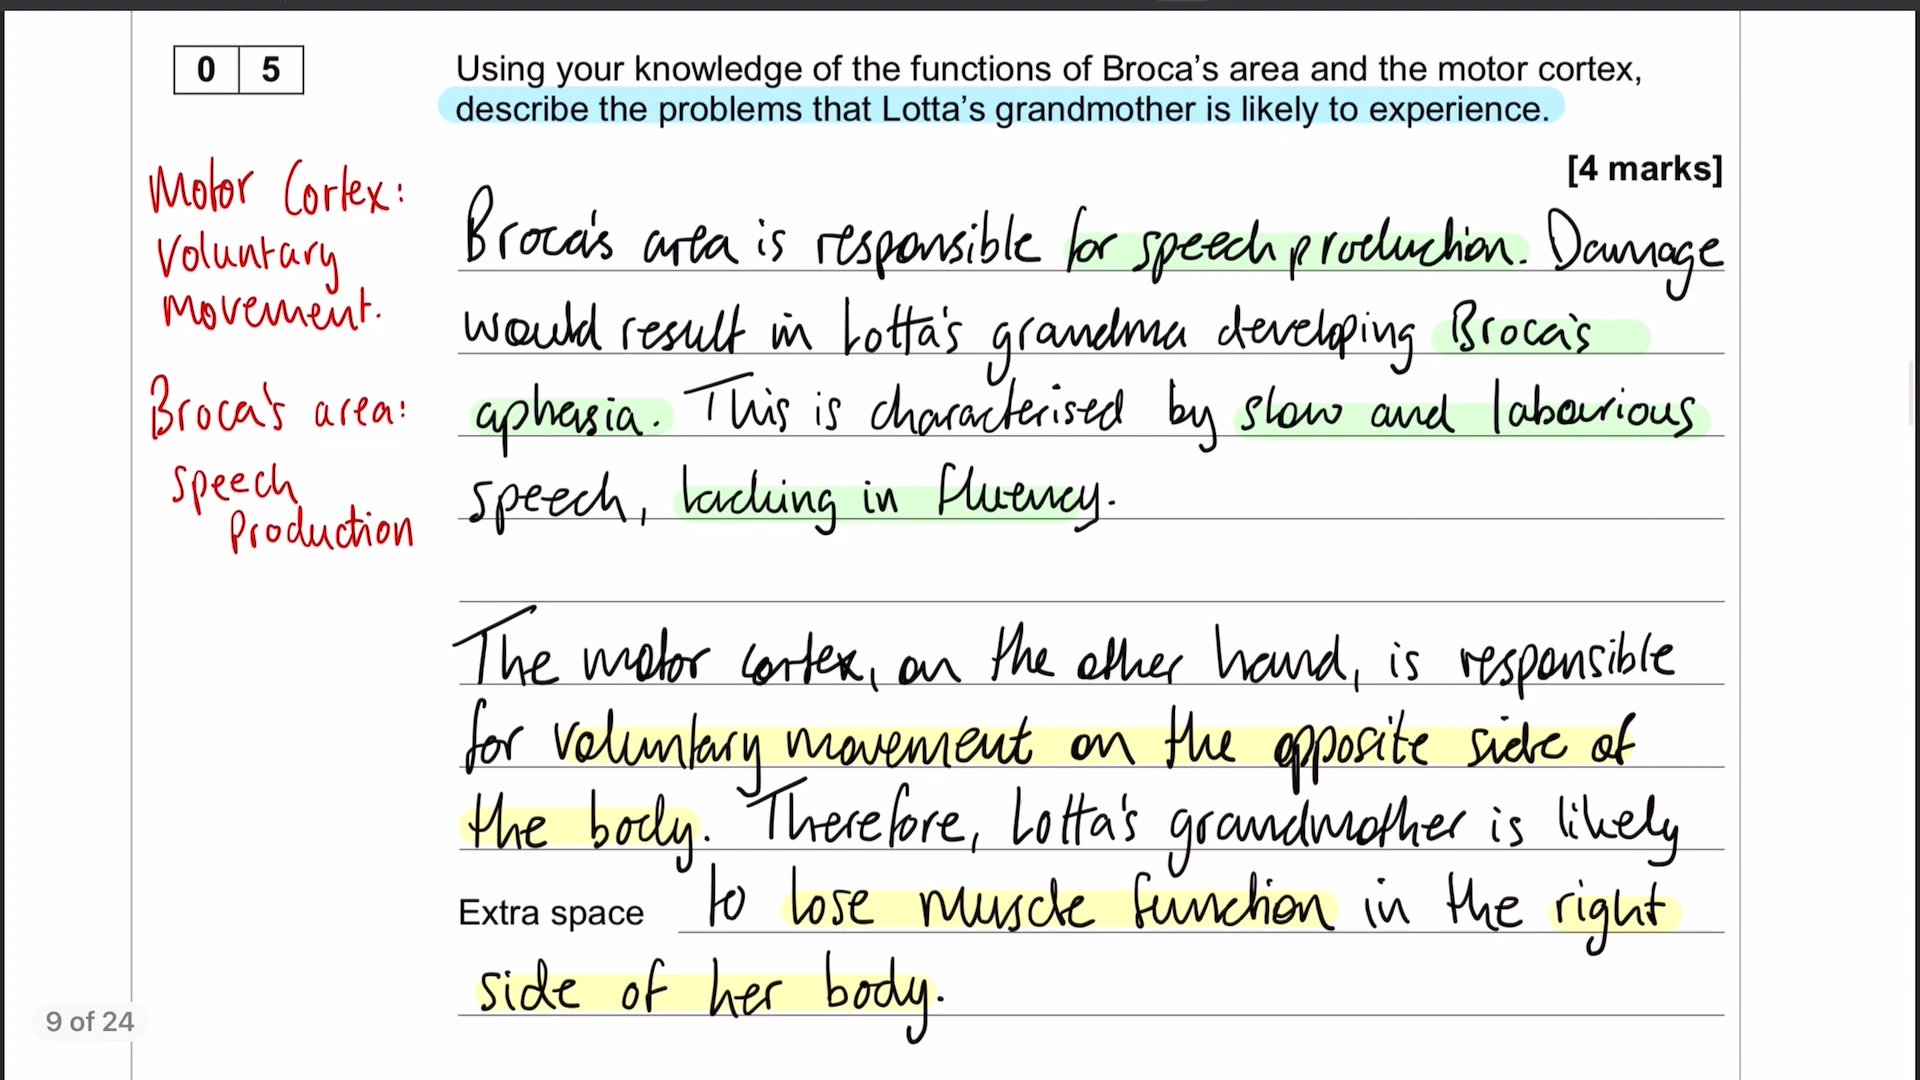 0 5
Using your knowledge of the functions of Broca's area and the motor cortex,
describe the problems that Lotta's grandmother is likely to experience.
[4 marks]
Motor Cortex:
Voluntary
movement.
Broca's area:
Speech
Production
Broca's area is responsible for speech production. Damage
would result in Lotta's grandma developing Broca's
aphasia. This is characterised by slow and labourious
speech, lacking in fluency.
The motor cortex, on the other hand, is responsible
for voluntary movement on the opposite side of
the body. Therefore, Lotta's grandmother is likely
Extra space to lose muscle function in the right
side of her body.
9 of 24